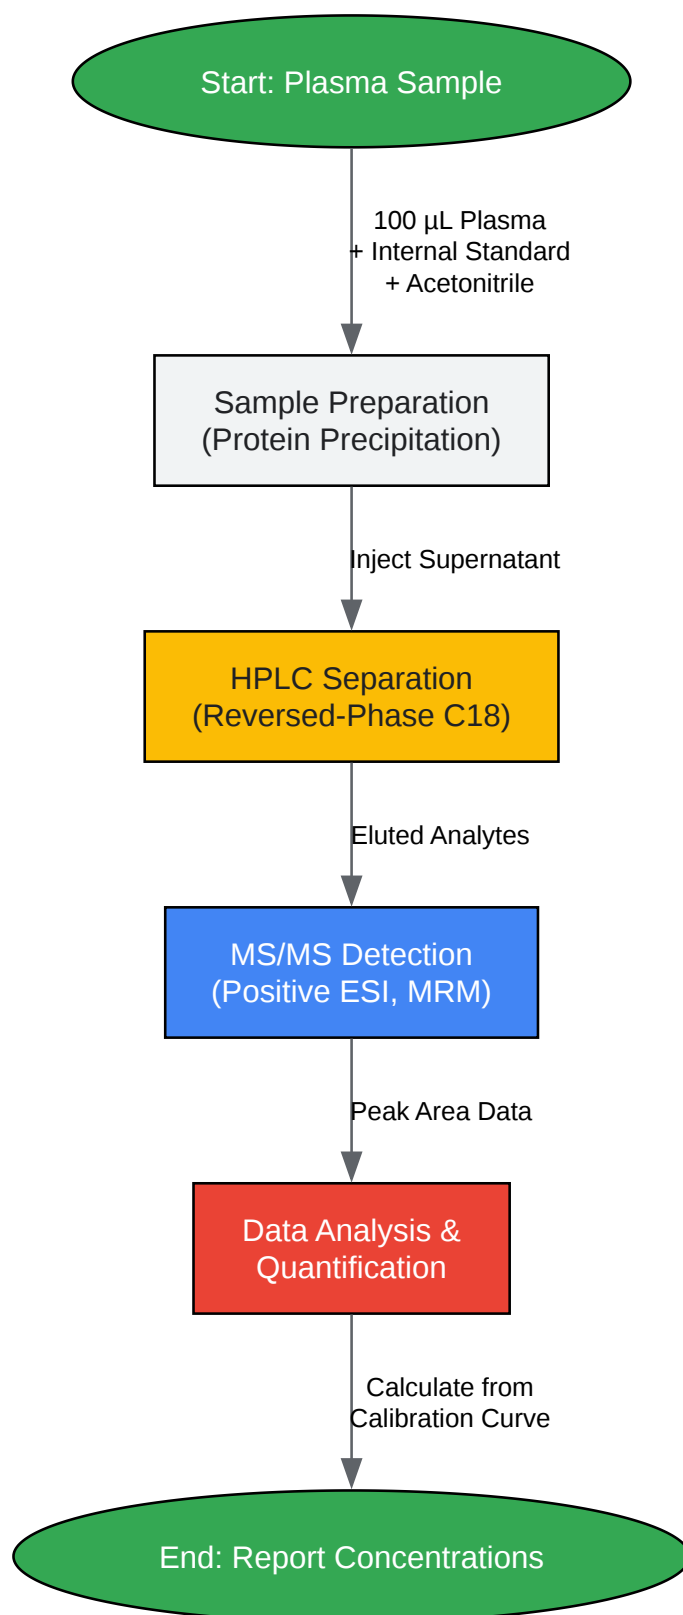 Start: Plasma Sample
100 µL Plasma
+ Internal Standard
+ Acetonitrile
Sample Preparation
(Protein Precipitation)
Inject Supernatant
HPLC Separation
(Reversed-Phase C18)
Eluted Analytes
MS/MS Detection
(Positive ESI, MRM)
Peak Area Data
Data Analysis &
Quantification
Calculate from
Calibration Curve
End: Report Concentrations